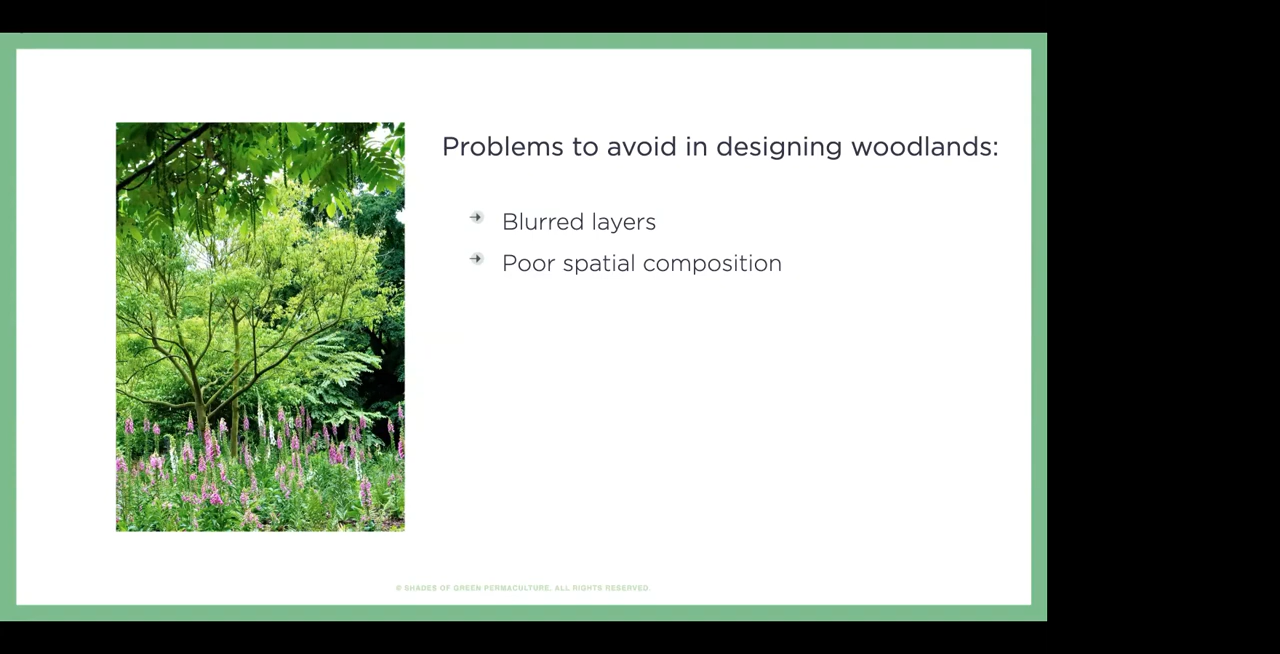 Problems to avoid in designing woodlands:
Blurred layers
Poor spatial composition
© SHADES OF GREEN PERMACULTURE. ALL RIGHTS RESERVED.